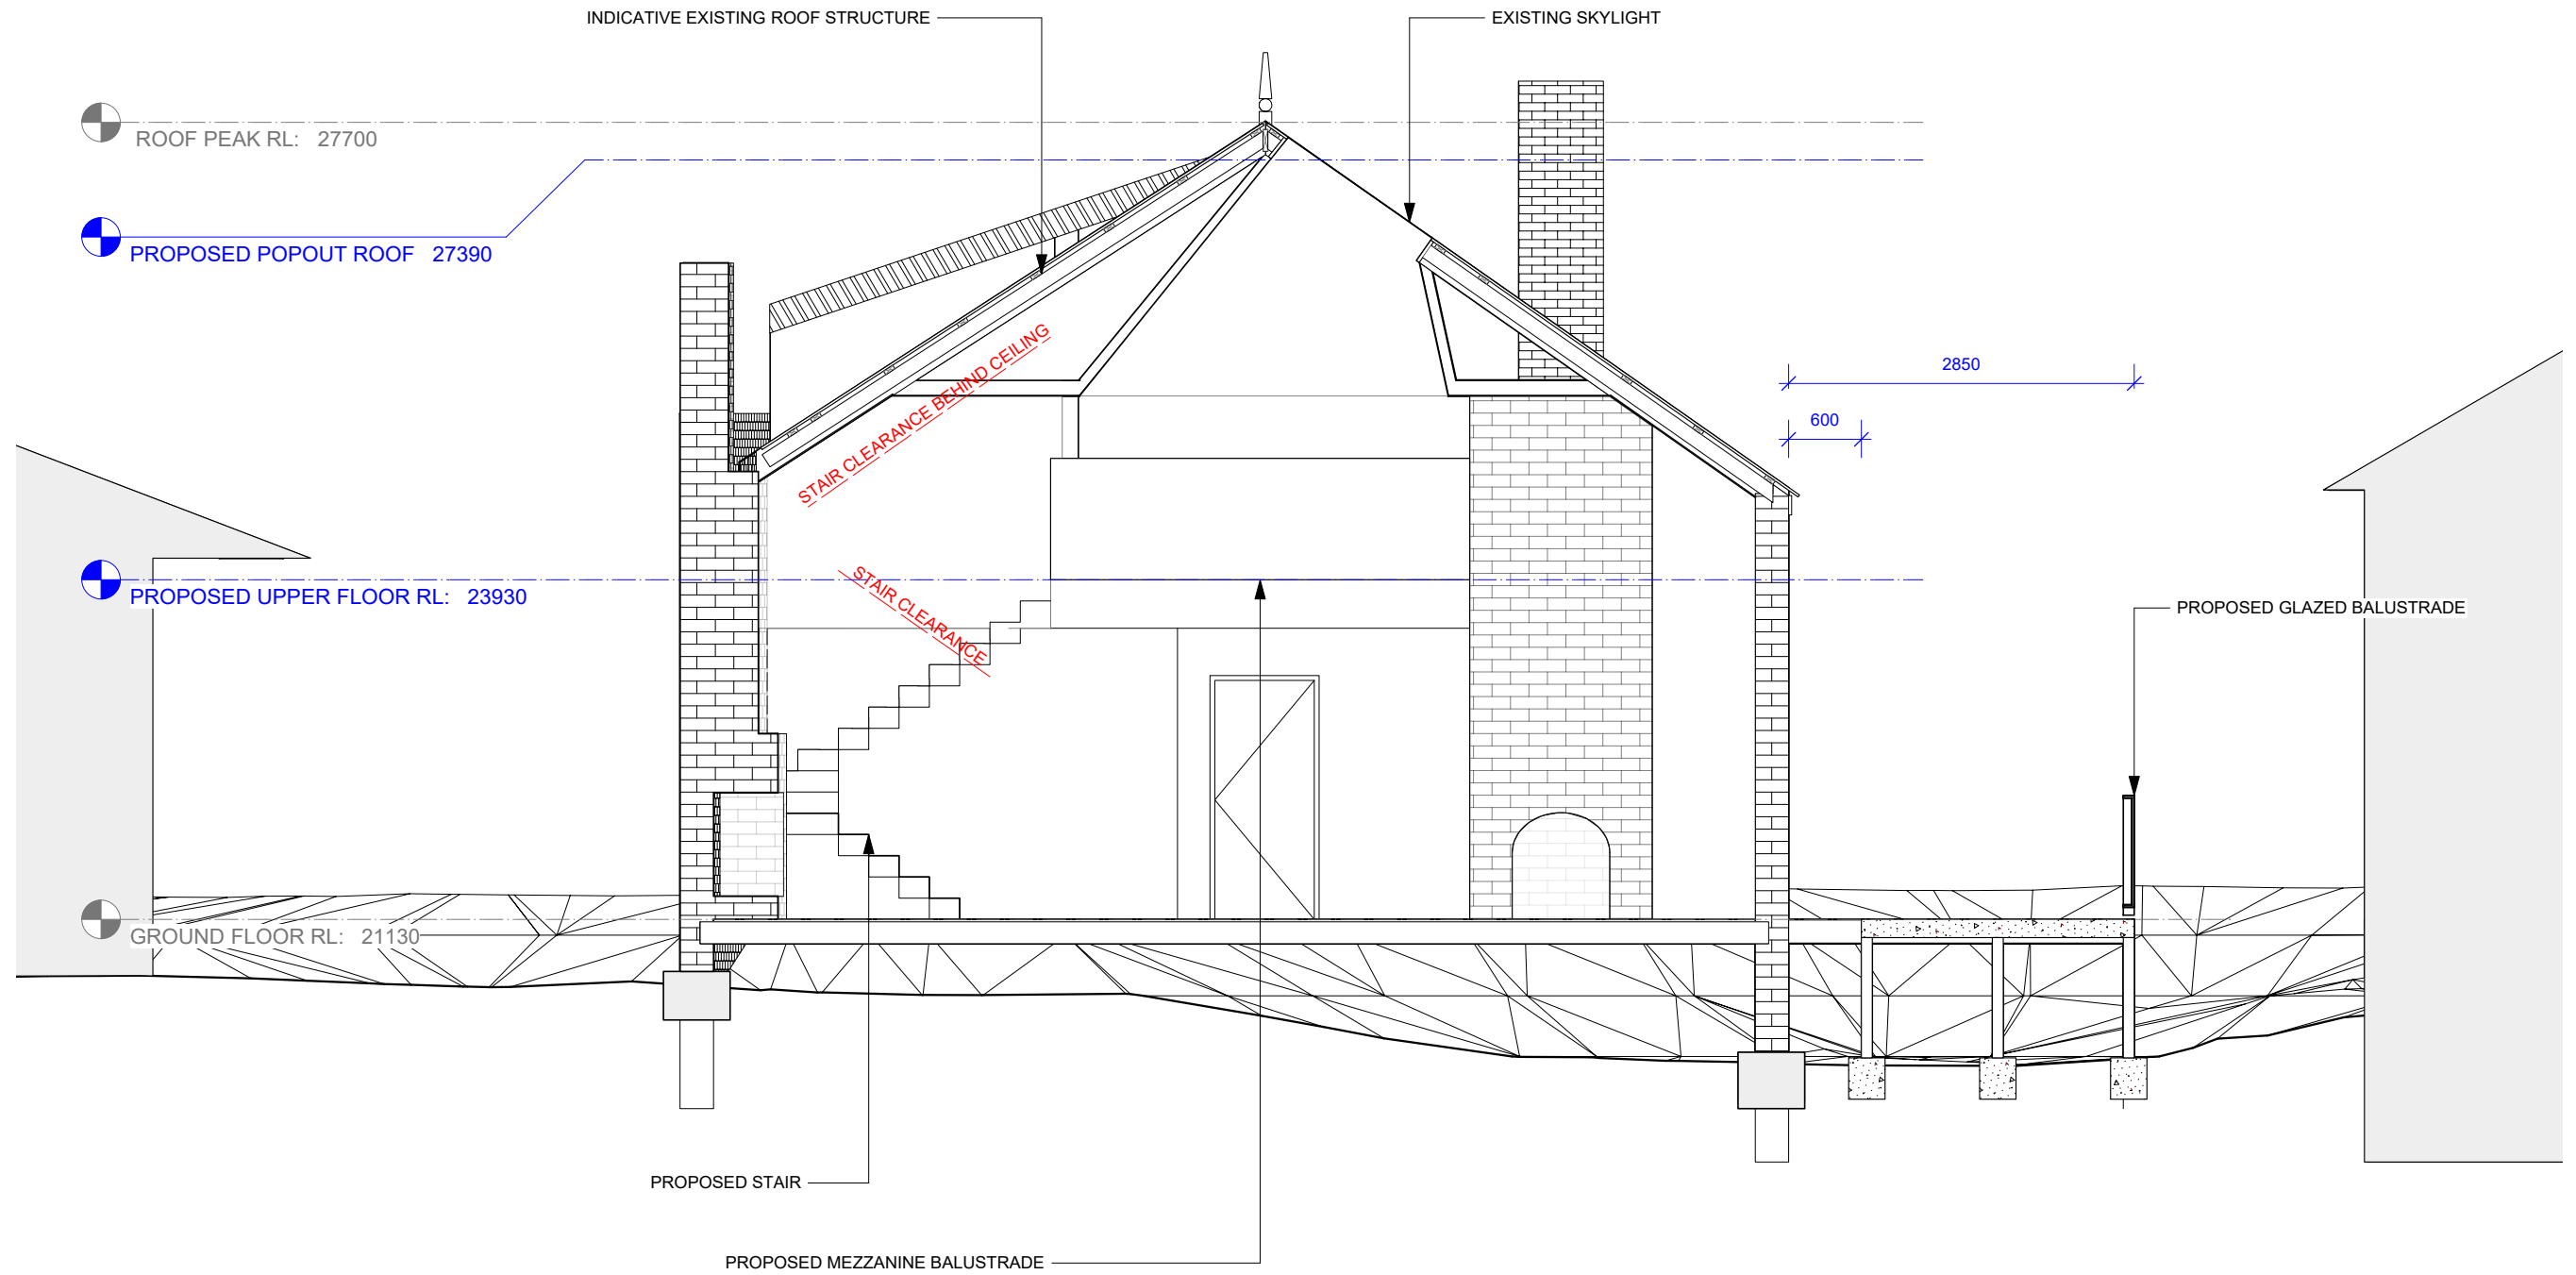 INDICATIVE EXISTING ROOF STRUCTURE
EXISTING SKYLIGHT
ROOF PEAK RL: 27700
PROPOSED POPOUT ROOF 27390
STAIR CLEARANCE BEHIND CEILING
2850
600
STAIR CLEARANCE
PROPOSED UPPER FLOOR RL: 23930
PROPOSED GLAZED BALUSTRADE
GROUND FLOOR RL: 21130
PROPOSED STAIR
PROPOSED MEZZANINE BALUSTRADE